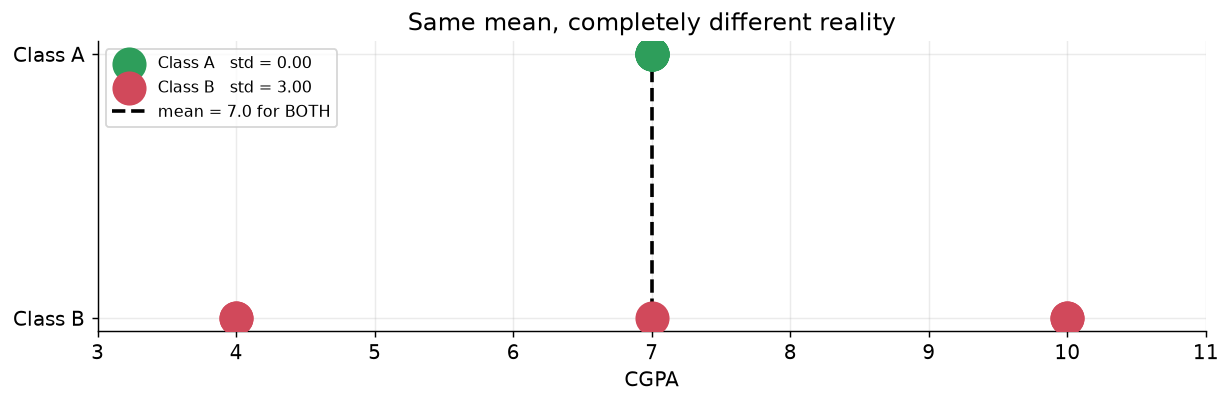 Same mean, completely different reality
Class A
Class A   std = 0.00
Class B   std = 3.00
mean = 7.0 for BOTH
Class B
3 4 5 6 7 8 9 10 11
CGPA